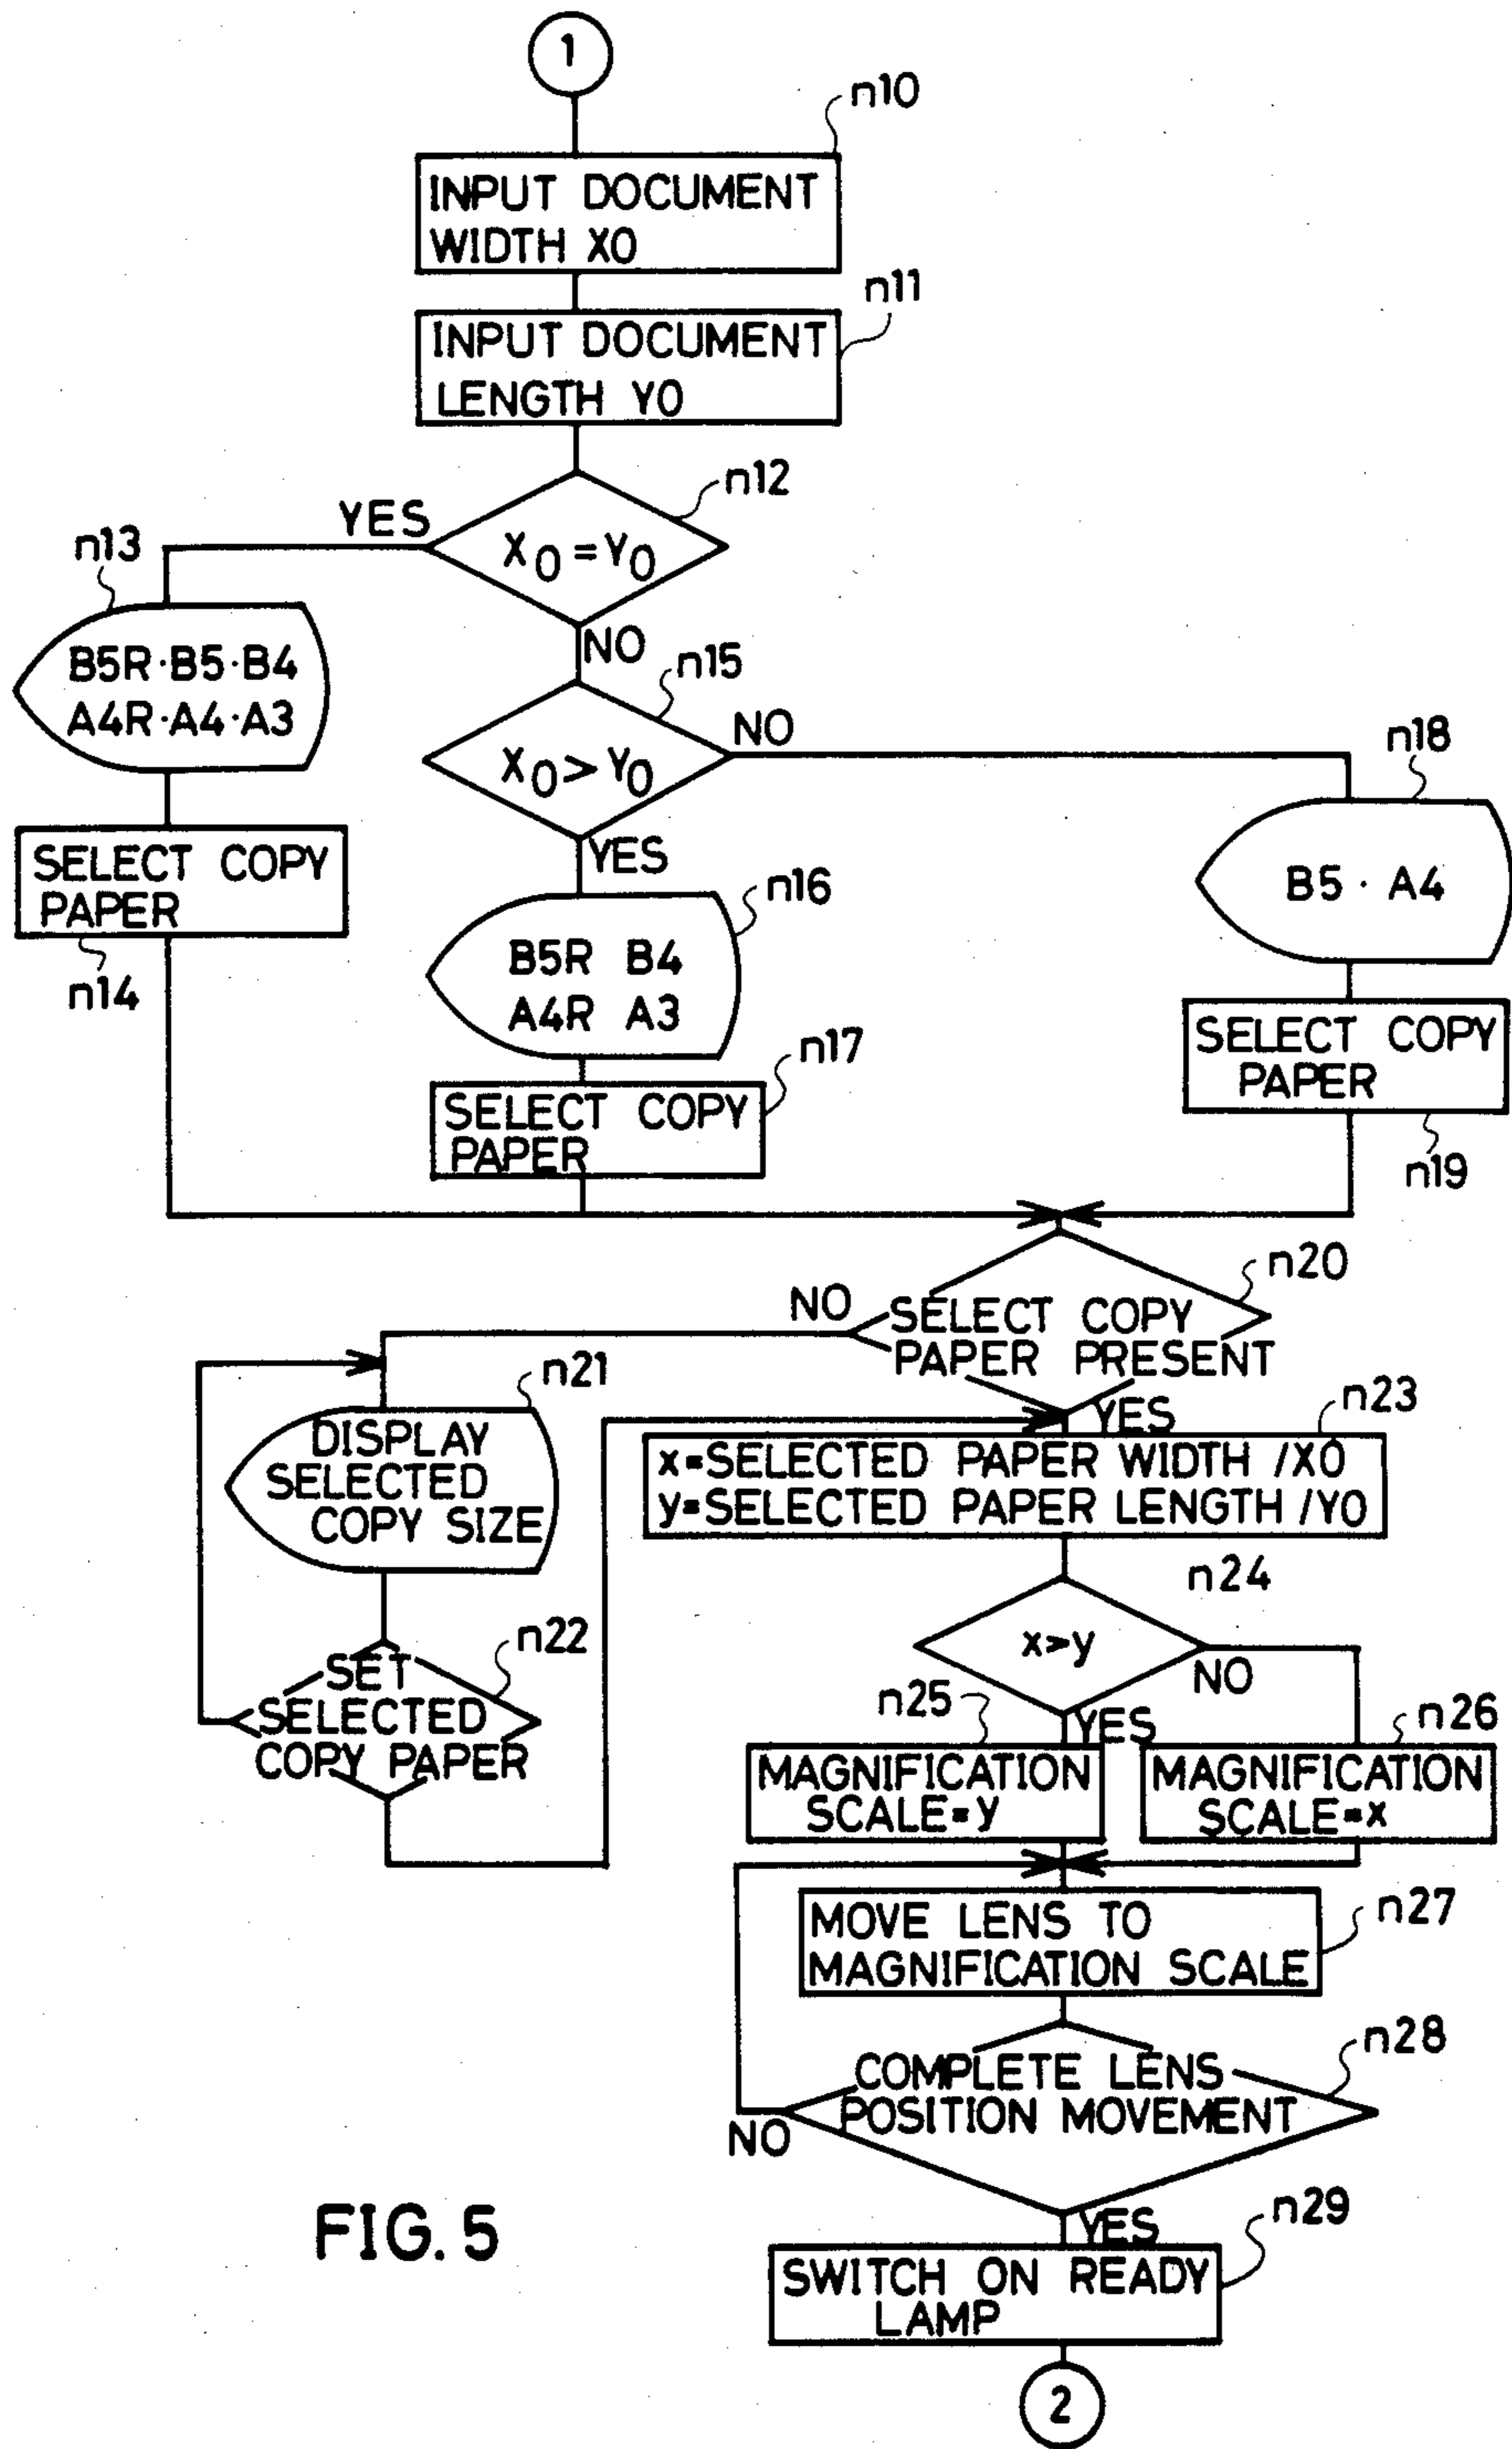 1
n10
INPUT DOCUMENT
WIDTH X0
n11
INPUT DOCUMENT
LENGTH Y0
n12
YES
X0=Y0
NO
n13
B5R·B5·B4
A4R·A4·A3
SELECT COPY
PAPER
n14
n15
NO
X0>Y0
YES
n16
B5R B4
A4R A3
n17
SELECT COPY
PAPER
n18
B5 · A4
SELECT COPY
PAPER
n19
n20
NO
SELECT COPY
PAPER PRESENT
YES
n21
DISPLAY
SELECTED
COPY SIZE
n22
SET
SELECTED
COPY PAPER
n23
x=SELECTED PAPER WIDTH /X0
y=SELECTED PAPER LENGTH /Y0
n24
x>y
NO
YES
n25
MAGNIFICATION
SCALE=y
n26
MAGNIFICATION
SCALE=x
n27
MOVE LENS TO
MAGNIFICATION SCALE
n28
COMPLETE LENS
POSITION MOVEMENT
NO
YES
n29
SWITCH ON READY
LAMP
2
FIG. 5